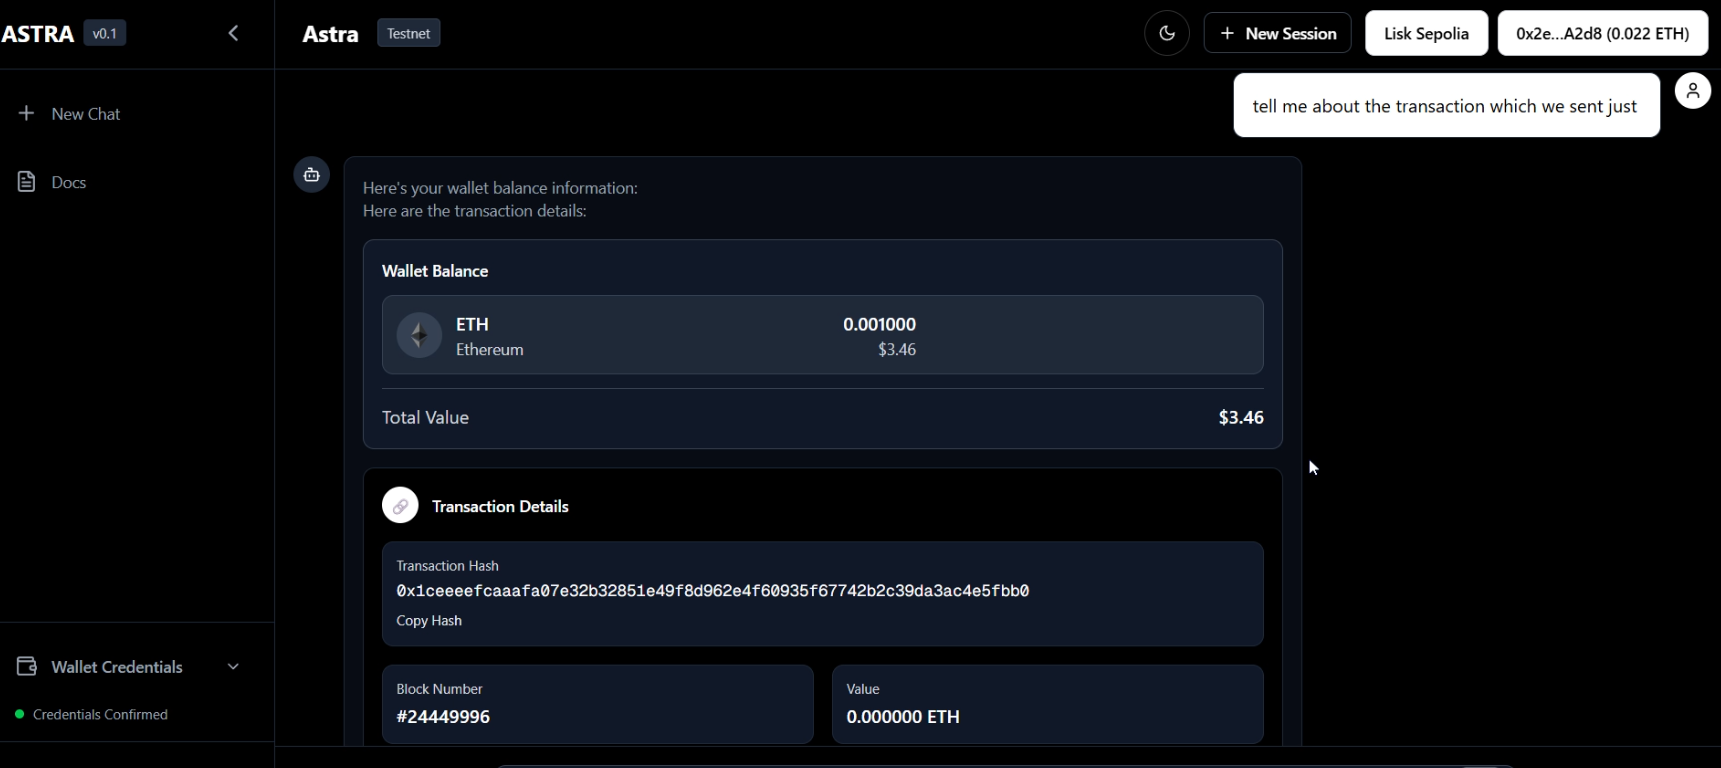 ASTRA v0.1
Astra Testnet
New Session
Lisk Sepolia
0x2e...A2d8 (0.022 ETH)
New Chat
Docs
tell me about the transaction which we sent just
Here's your wallet balance information:
Here are the transaction details:
Wallet Balance
ETH 0.001000
Ethereum $3.46
Total Value $3.46
Transaction Details
Transaction Hash
0x1ceeeefcaaafa07e32b32851e49f8d962e4f60935f67742b2c39da3ac4e5fbb0
Copy Hash
Block Number
#24449996
Value
0.000000 ETH
Wallet Credentials
Credentials Confirmed